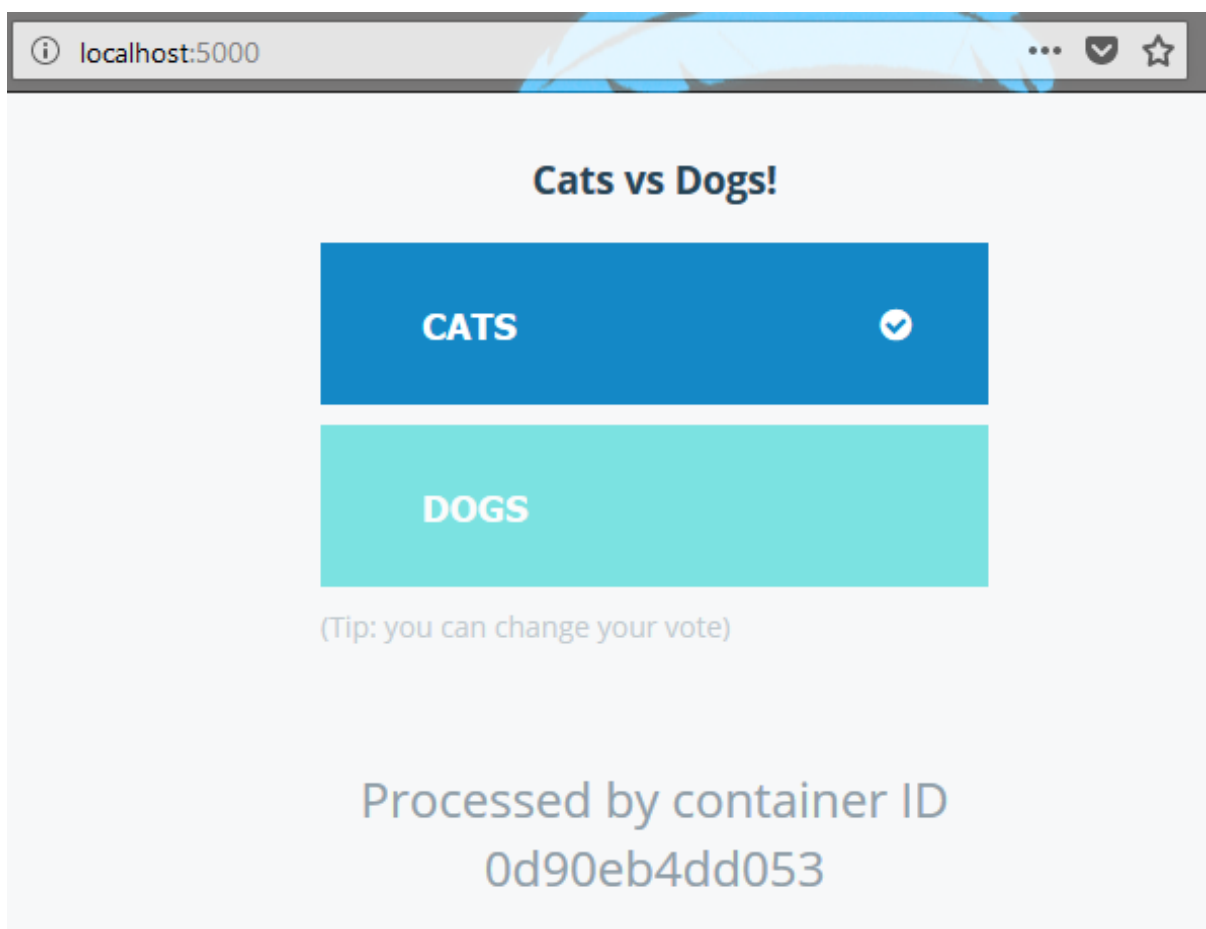 localhost:5000
Cats vs Dogs!
CATS
DOGS
(Tip: you can change your vote)
Processed by container ID
0d90eb4dd053